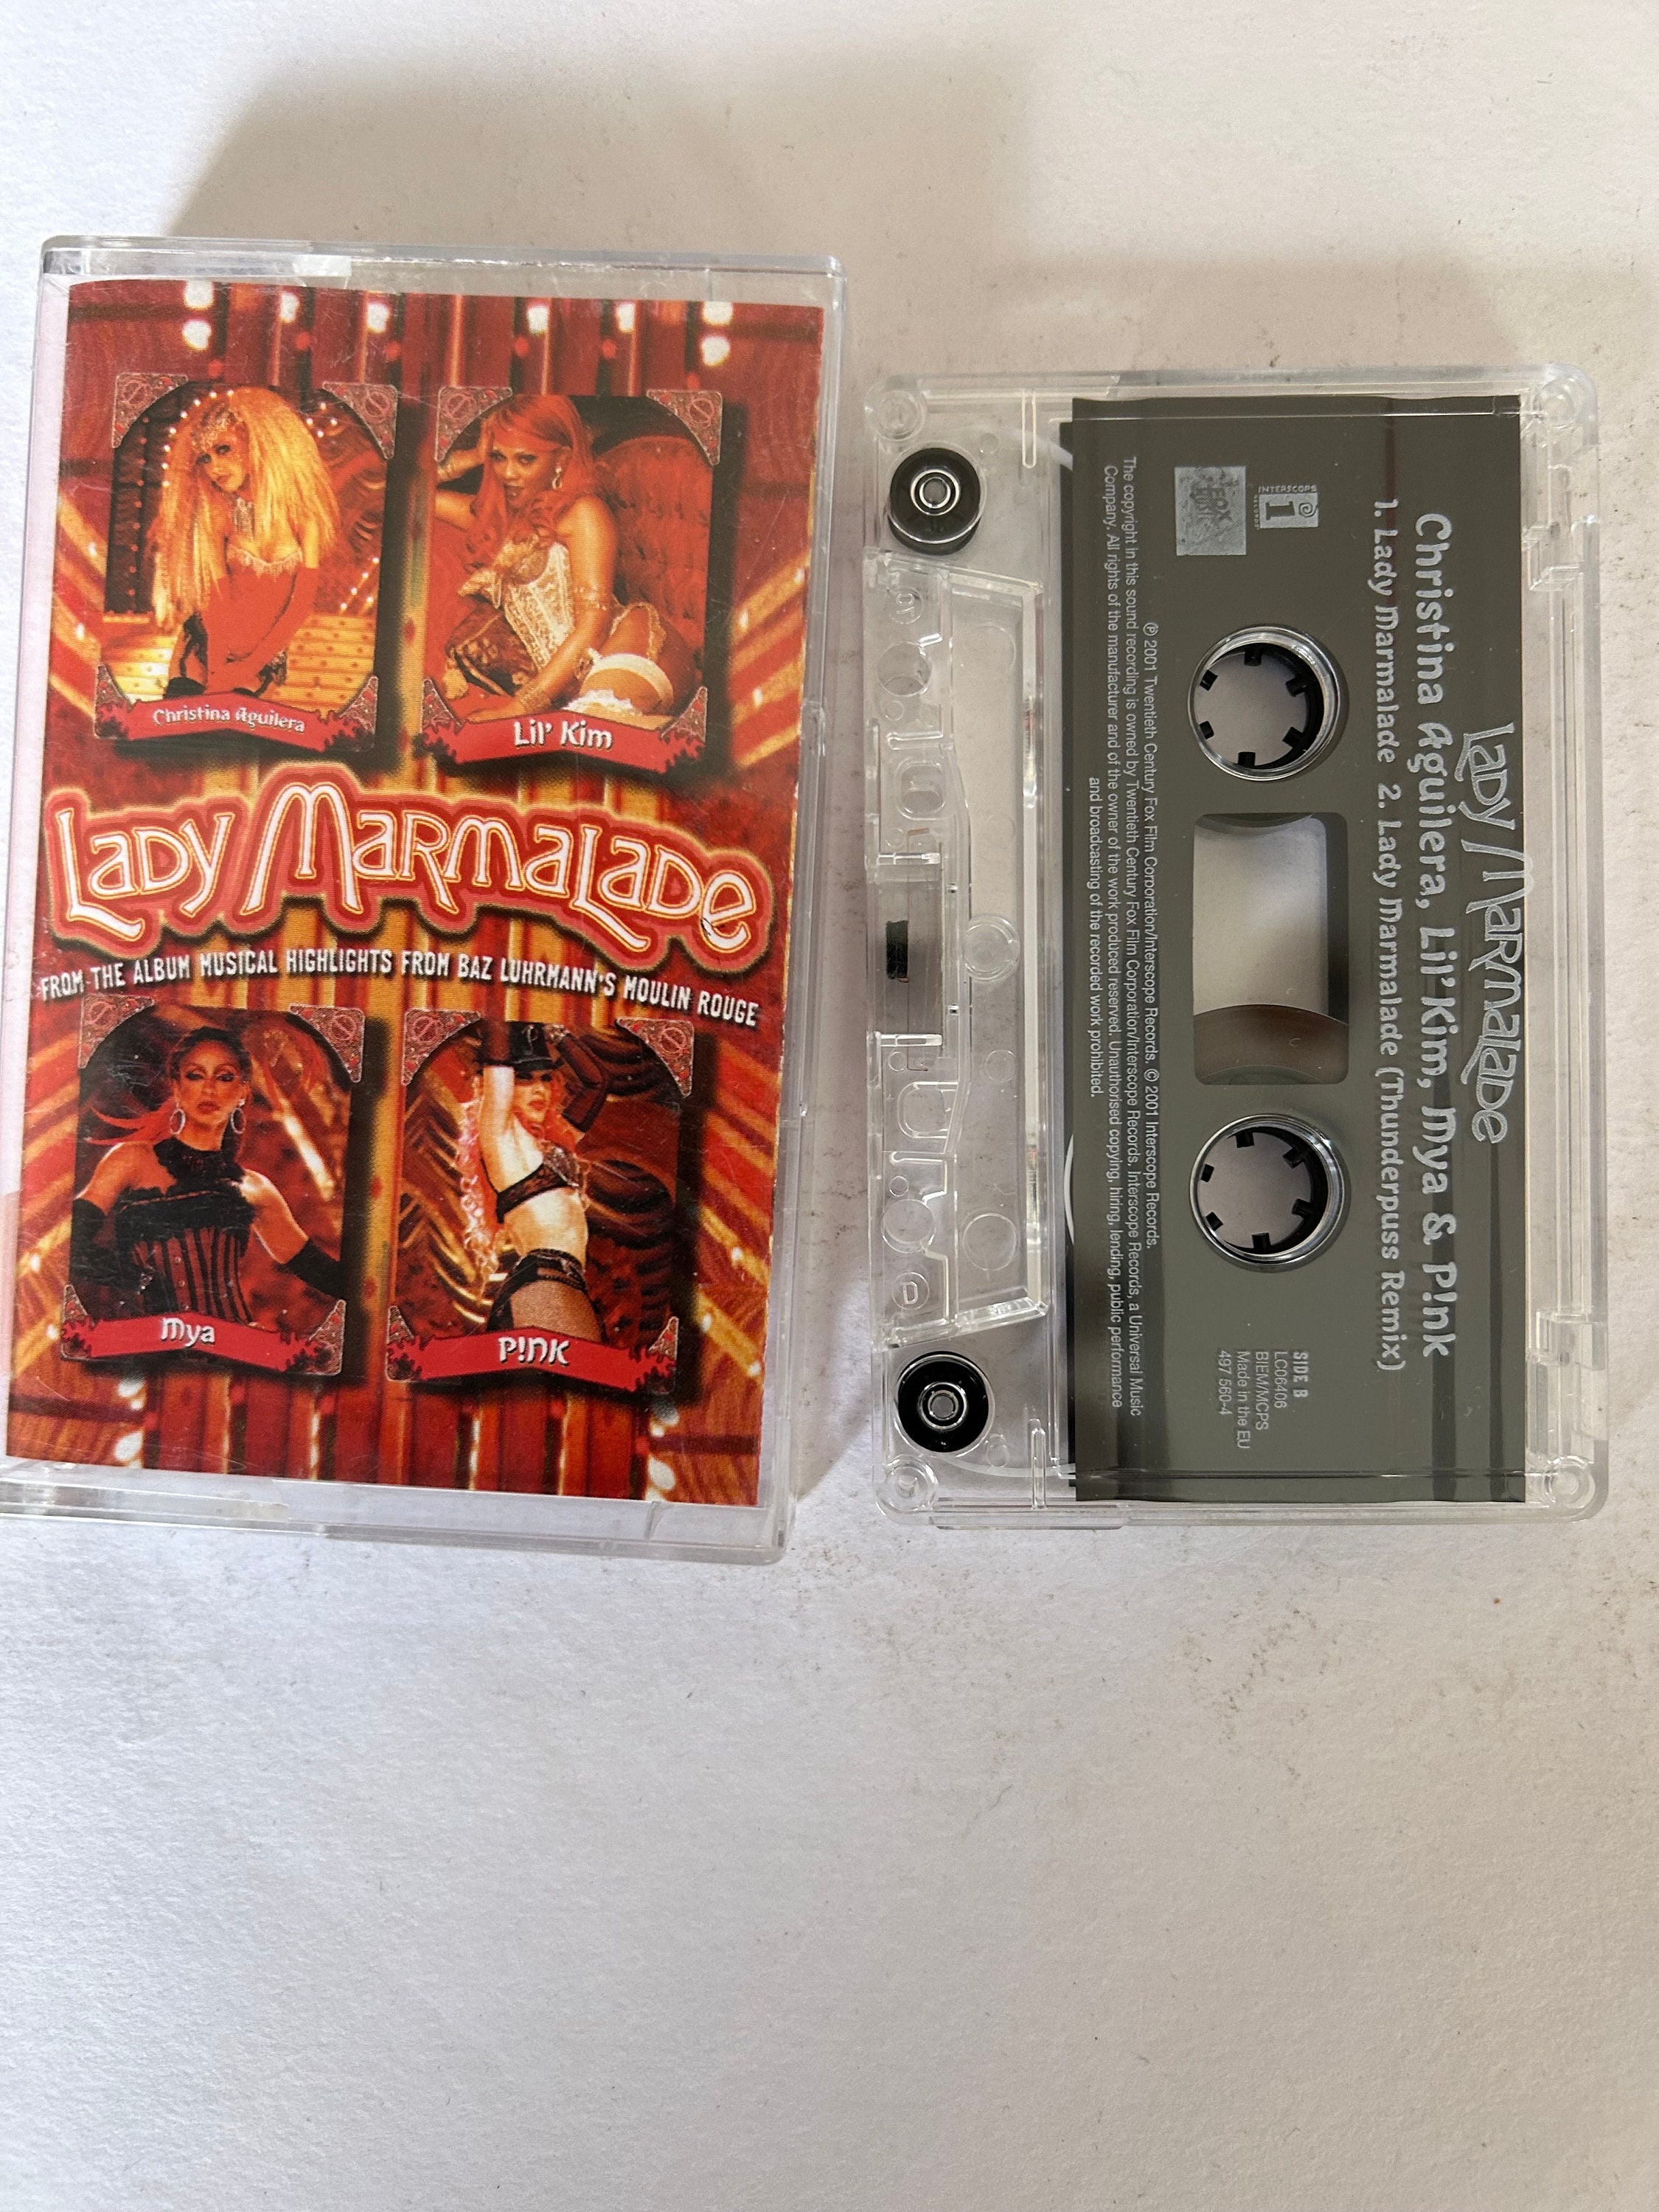 Christina Aguilera
Lil' Kim
LADY MARMALADE
FROM THE ALBUM MUSICAL HIGHLIGHTS FROM BAZ LUHRMANN'S MOULIN ROUGE
Mya
P!NK
LADY MARMALADE
Christina Aguilera, Lil'Kim, Mya & P!nk
1. Lady Marmalade 2. Lady Marmalade (Thunderpuss Remix)
INTERSCOPE
RECORDS
FOX
MUSIC
SIDE B
LC06406
BIEM/MCPS
Made in the EU
497 560-4
℗ 2001 Twentieth Century Fox Film Corporation/Interscope Records. © 2001 Interscope Records.
The copyright in this sound recording is owned by Twentieth Century Fox Film Corporation/Interscope Records. Interscope Records, a Universal Music
Company. All rights of the manufacturer and of the owner of the work produced reserved. Unauthorised copying, hiring, lending, public performance
and broadcasting of the recorded work prohibited.